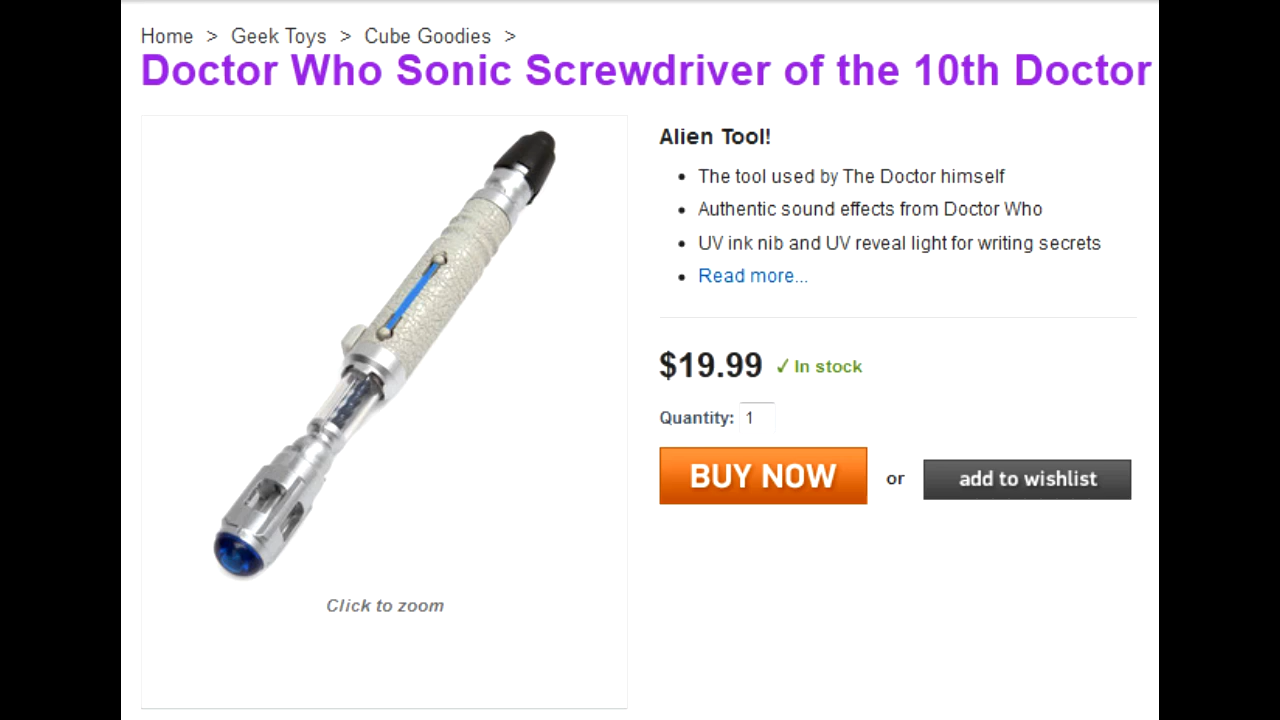 Home > Geek Toys > Cube Goodies >
Doctor Who Sonic Screwdriver of the 10th Doctor
Alien Tool!
• The tool used by The Doctor himself
• Authentic sound effects from Doctor Who
• UV ink nib and UV reveal light for writing secrets
• Read more...
$19.99 ✓ In stock
Quantity: 1
BUY NOW or add to wishlist
Click to zoom